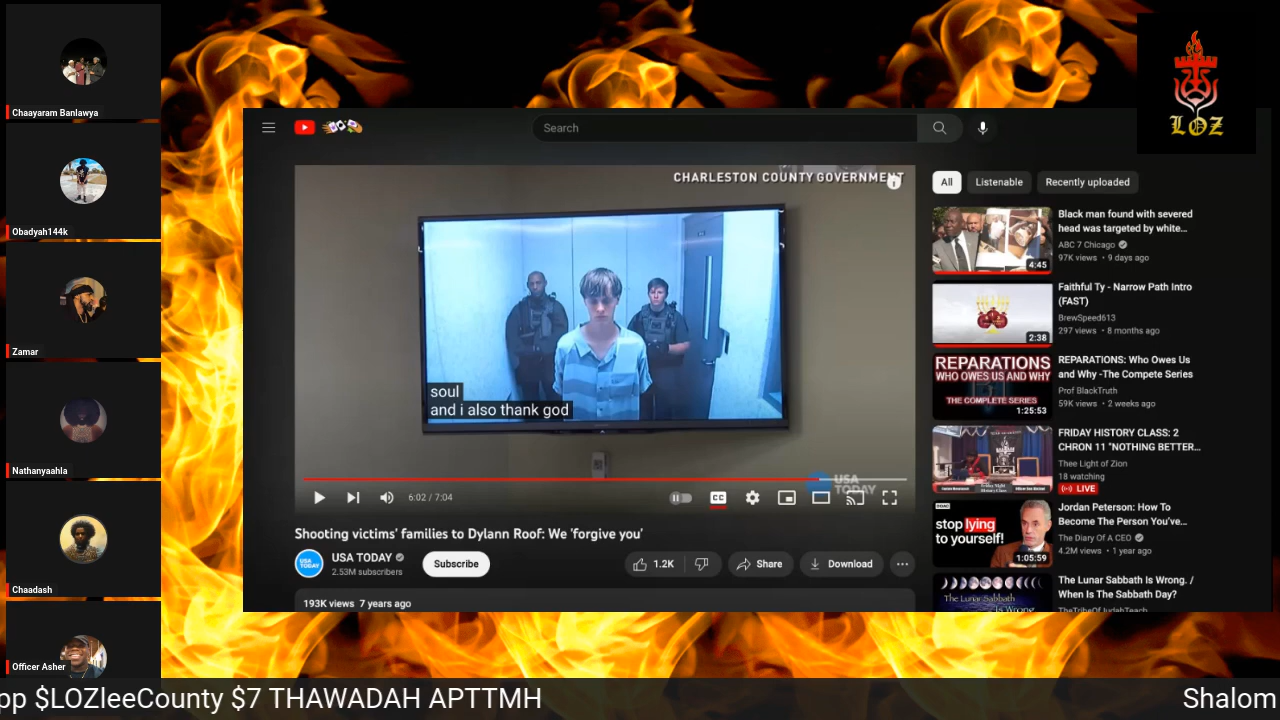 Chaayaram Banlawya
Obadyah144k
Zamar
Nathanyaahla
Chaadash
Officer Asher
LOZ
Search
CHARLESTON COUNTY GOVERNMENT
soul
and i also thank god
USA
TODAY
6:02 / 7:04
CC
Shooting victims' families to Dylann Roof: We 'forgive you'
USA TODAY
2.53M subscribers
Subscribe
1.2K
Share
Download
193K views 7 years ago
All
Listenable
Recently uploaded
4:45
Black man found with severed
head was targeted by white...
ABC 7 Chicago
97K views • 9 days ago
2:38
Faithful Ty - Narrow Path Intro
(FAST)
BrewSpeed613
297 views • 8 months ago
REPARATIONS
WHO OWES US AND WHY
THE COMPLETE SERIES
1:25:53
REPARATIONS: Who Owes Us
and Why -The Compete Series
Prof BlackTruth
59K views • 2 weeks ago
FRIDAY HISTORY CLASS: 2
CHRON 11 "NOTHING BETTER...
Thee Light of Zion
18 watching
LIVE
stop lying
to yourself!
1:05:59
Jordan Peterson: How To
Become The Person You've...
The Diary Of A CEO
4.2M views • 1 year ago
The Lunar Sabbath
Is Wrong
The Lunar Sabbath Is Wrong. /
When Is The Sabbath Day?
TheTribeOfJudahTeach
pp $LOZleeCounty $7 THAWADAH APTTMH
Shalom